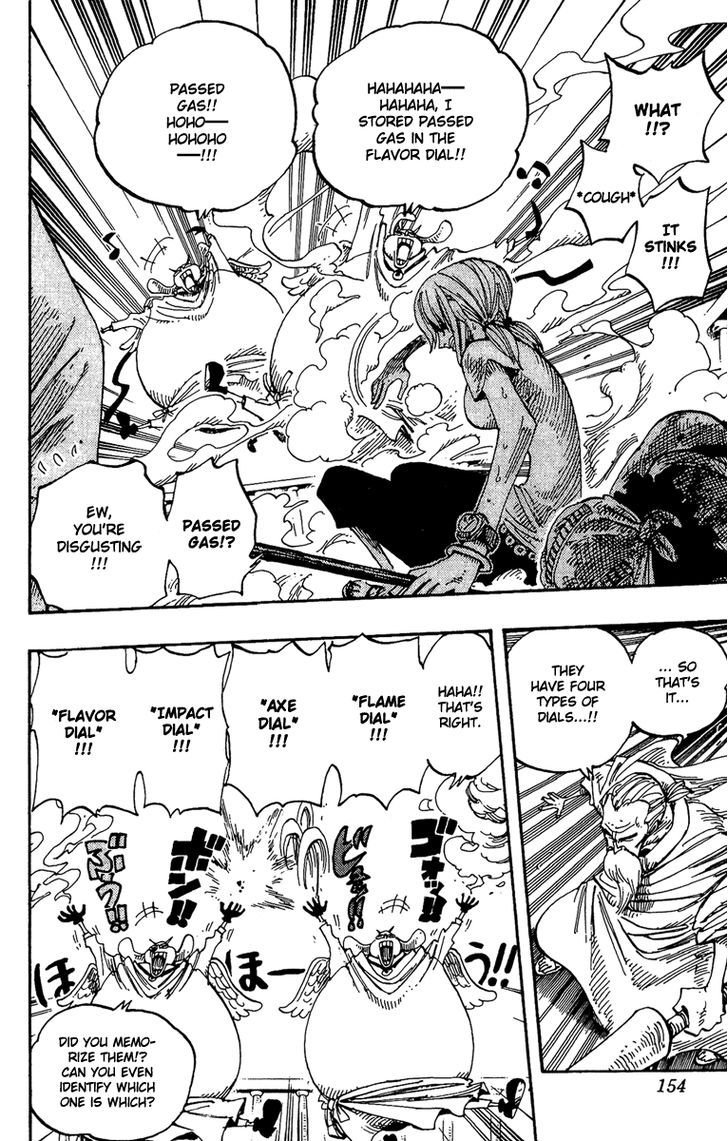 WHAT
!!?
*COUGH*
IT
STINKS
!!!
HAHAHAHA—
HAHAHA, I
STORED PASSED
GAS IN THE
FLAVOR DIAL!!
PASSED
GAS!!
HOHO—
HOHOHO
—!!!
PASSED
GAS!?
EW,
YOU'RE
DISGUSTING
!!!
... SO
THAT'S
IT...
THEY
HAVE FOUR
TYPES OF
DIALS...!!
HAHA!!
THAT'S
RIGHT.
"FLAME
DIAL"
!!!
"AXE
DIAL"
!!!
"IMPACT
DIAL"
!!!
"FLAVOR
DIAL"
!!!
ゴォッ!!
ボン!!
ぶぅっ!!
ほ
ほー
う!!
DID YOU MEMO-
RIZE THEM!?
CAN YOU EVEN
IDENTIFY WHICH
ONE IS WHICH?
154